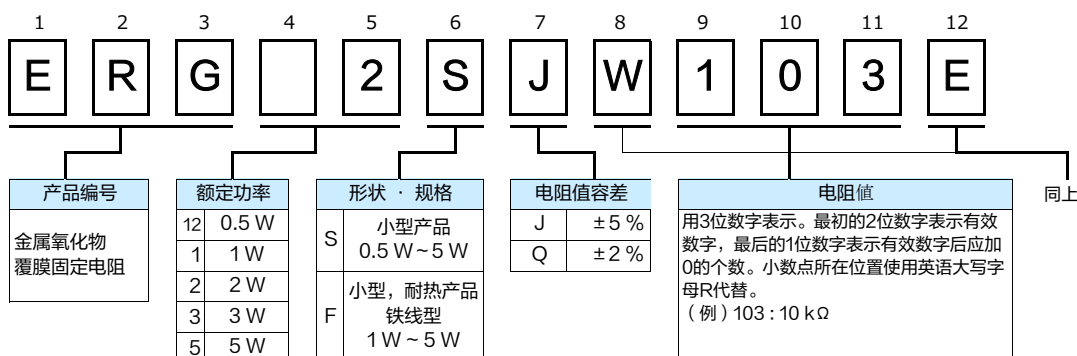 1 2 3 4 5 6 7 8 9 10 11 12
E R G 2 S J W 1 0 3 E
产品编号
金属氧化物
覆膜固定电阻
额定功率
12 0.5 W
1 1 W
2 2 W
3 3 W
5 5 W
形状 · 规格
S 小型产品
0.5 W~5 W
F 小型，耐热产品
铁线型
1 W ~ 5 W
电阻值容差
J ±5 %
Q ±2 %
电阻值
用3位数字表示。最初的2位数字表示有效
数字，最后的1位数字表示有效数字后应加
0的个数。小数点所在位置使用英语大写字
母R代替。
（例）103 : 10 kΩ
同上